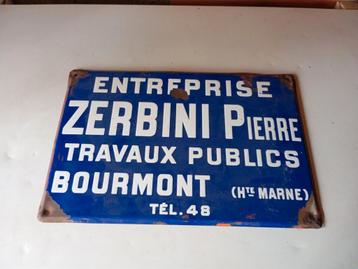 ENTREPRISE
ZERBINI PIERRE
TRAVAUX PUBLICS
BOURMONT (HTE MARNE)
TÉL. 48